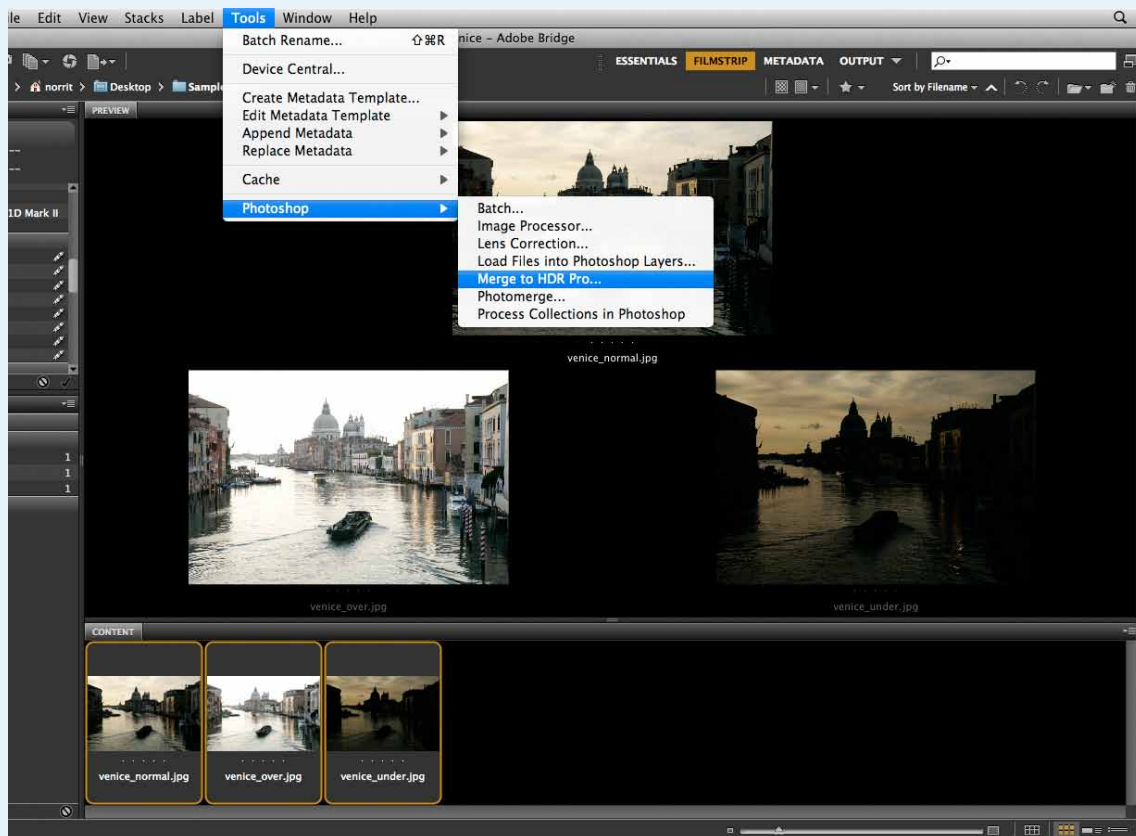 le Edit View Stacks Label Tools Window Help
nice – Adobe Bridge
ESSENTIALS FILMSTRIP METADATA OUTPUT
norrit > Desktop > Sampl
Sort by Filename
PREVIEW
Batch Rename... ⇧⌘R
Device Central...
Create Metadata Template...
Edit Metadata Template
Append Metadata
Replace Metadata
Cache
Photoshop
Batch...
Image Processor...
Lens Correction...
Load Files into Photoshop Layers...
Merge to HDR Pro...
Photomerge...
Process Collections in Photoshop
1D Mark II
venice_normal.jpg
1
1
1
venice_over.jpg venice_under.jpg
CONTENT
venice_normal.jpg venice_over.jpg venice_under.jpg